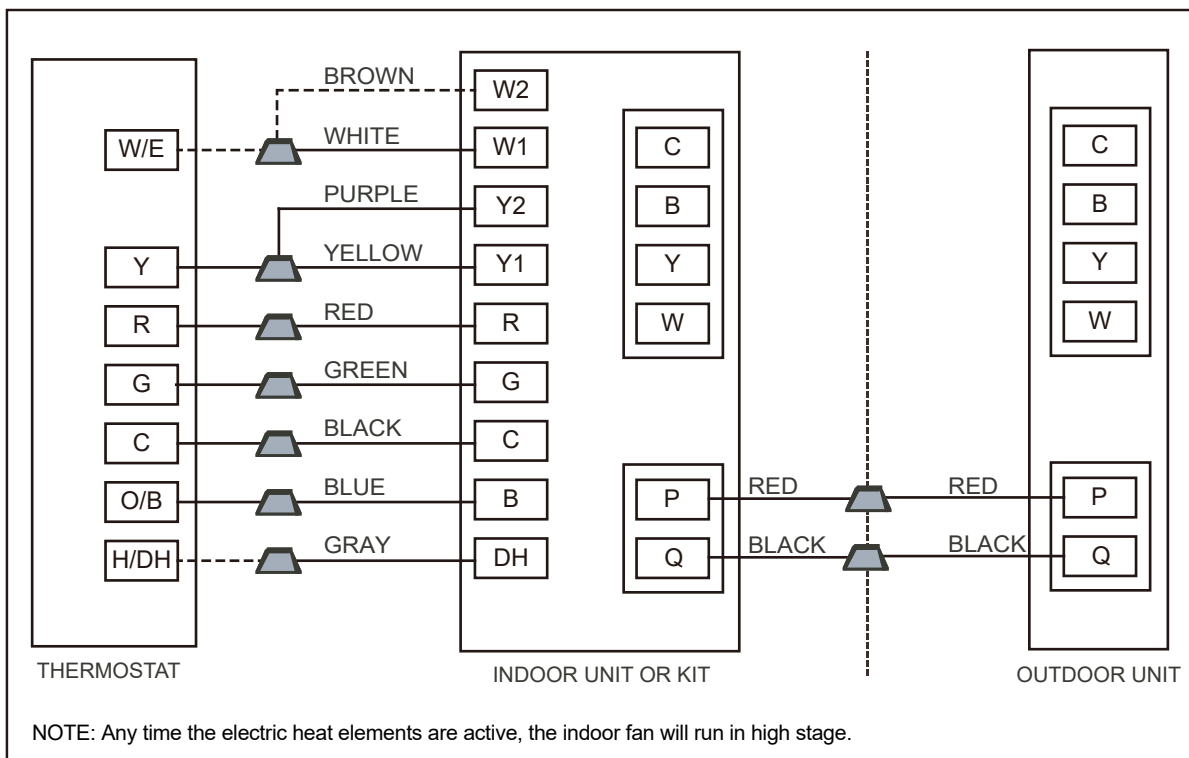 BROWN
W2
W/E
WHITE
W1
C
C
PURPLE
Y2
B
B
Y
YELLOW
Y1
Y
Y
R
RED
R
W
W
G
GREEN
G
C
BLACK
C
O/B
BLUE
B
P
RED
RED
P
H/DH
GRAY
DH
Q
BLACK
BLACK
Q
THERMOSTAT
INDOOR UNIT OR KIT
OUTDOOR UNIT
NOTE: Any time the electric heat elements are active, the indoor fan will run in high stage.